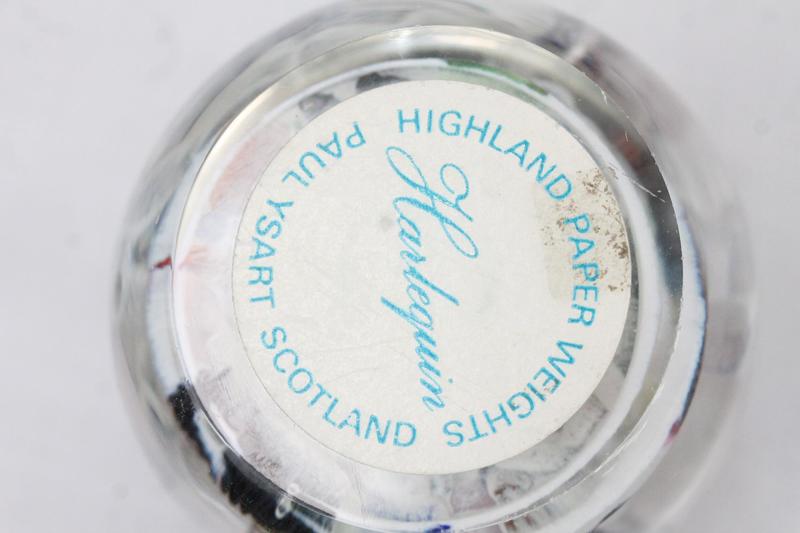 HIGHLAND PAPER WEIGHTS
Harlequin
PAUL YSART SCOTLAND